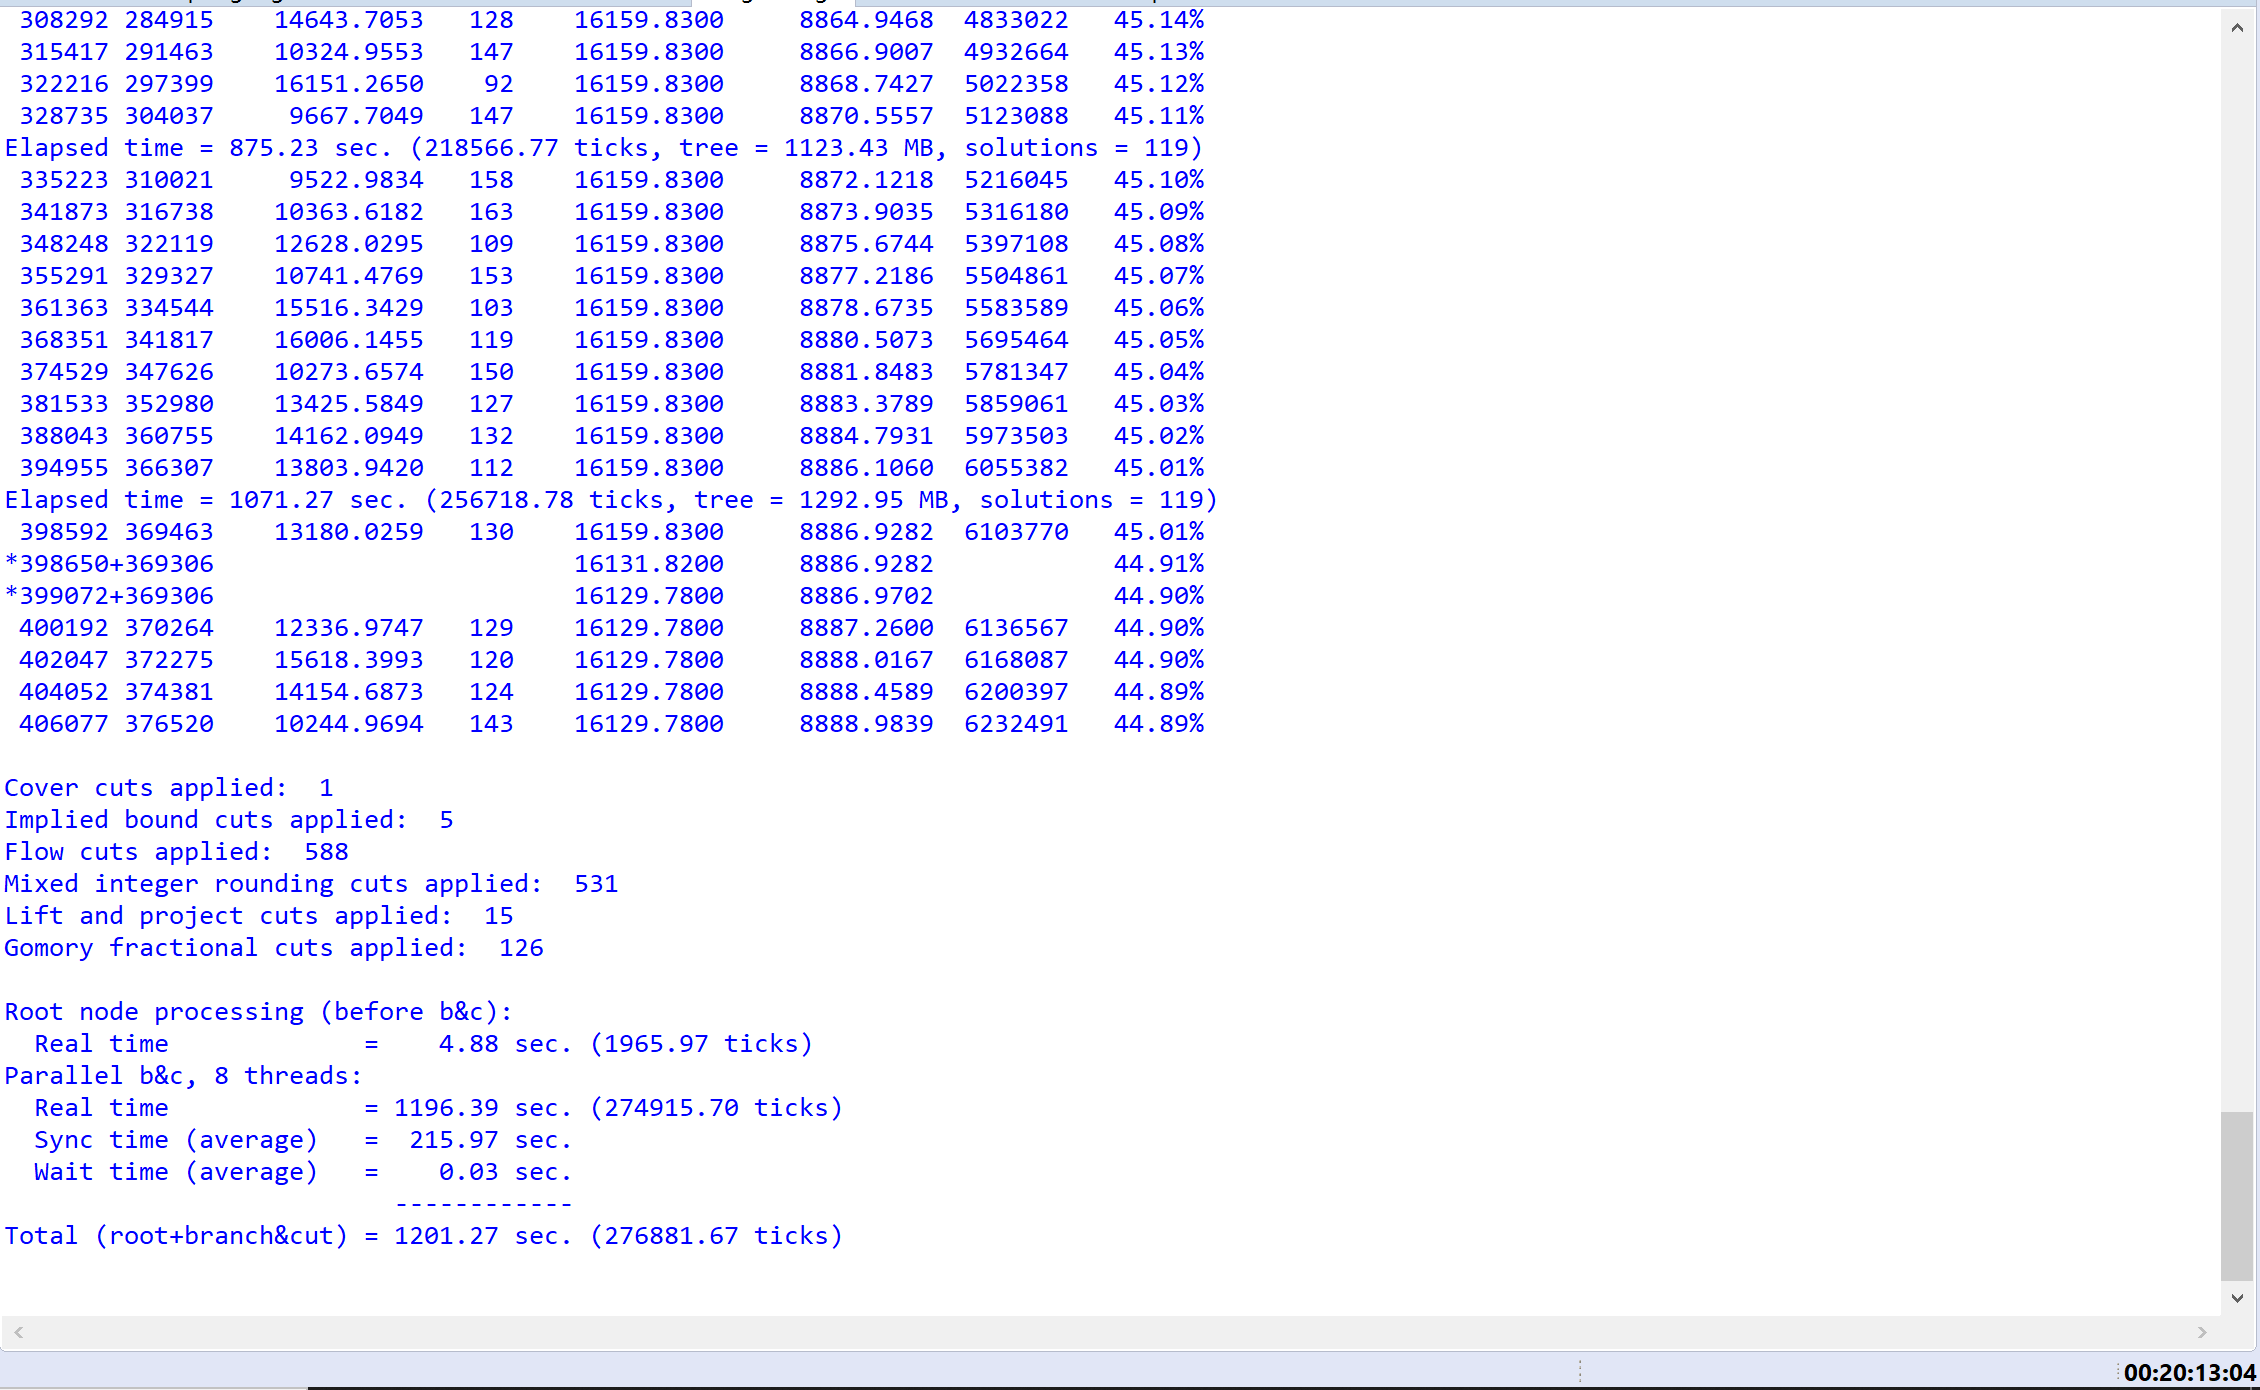 308292 284915 14643.7053 128 16159.8300 8864.9468 4833022 45.14%
315417 291463 10324.9553 147 16159.8300 8866.9007 4932664 45.13%
322216 297399 16151.2650 92 16159.8300 8868.7427 5022358 45.12%
328735 304037 9667.7049 147 16159.8300 8870.5557 5123088 45.11%
Elapsed time = 875.23 sec. (218566.77 ticks, tree = 1123.43 MB, solutions = 119)
335223 310021 9522.9834 158 16159.8300 8872.1218 5216045 45.10%
341873 316738 10363.6182 163 16159.8300 8873.9035 5316180 45.09%
348248 322119 12628.0295 109 16159.8300 8875.6744 5397108 45.08%
355291 329327 10741.4769 153 16159.8300 8877.2186 5504861 45.07%
361363 334544 15516.3429 103 16159.8300 8878.6735 5583589 45.06%
368351 341817 16006.1455 119 16159.8300 8880.5073 5695464 45.05%
374529 347626 10273.6574 150 16159.8300 8881.8483 5781347 45.04%
381533 352980 13425.5849 127 16159.8300 8883.3789 5859061 45.03%
388043 360755 14162.0949 132 16159.8300 8884.7931 5973503 45.02%
394955 366307 13803.9420 112 16159.8300 8886.1060 6055382 45.01%
Elapsed time = 1071.27 sec. (256718.78 ticks, tree = 1292.95 MB, solutions = 119)
398592 369463 13180.0259 130 16159.8300 8886.9282 6103770 45.01%
*398650+369306 16131.8200 8886.9282 44.91%
*399072+369306 16129.7800 8886.9702 44.90%
400192 370264 12336.9747 129 16129.7800 8887.2600 6136567 44.90%
402047 372275 15618.3993 120 16129.7800 8888.0167 6168087 44.90%
404052 374381 14154.6873 124 16129.7800 8888.4589 6200397 44.89%
406077 376520 10244.9694 143 16129.7800 8888.9839 6232491 44.89%
Cover cuts applied: 1
Implied bound cuts applied: 5
Flow cuts applied: 588
Mixed integer rounding cuts applied: 531
Lift and project cuts applied: 15
Gomory fractional cuts applied: 126
Root node processing (before b&c):
Real time = 4.88 sec. (1965.97 ticks)
Parallel b&c, 8 threads:
Real time = 1196.39 sec. (274915.70 ticks)
Sync time (average) = 215.97 sec.
Wait time (average) = 0.03 sec.
------------
Total (root+branch&cut) = 1201.27 sec. (276881.67 ticks)
00:20:13:04